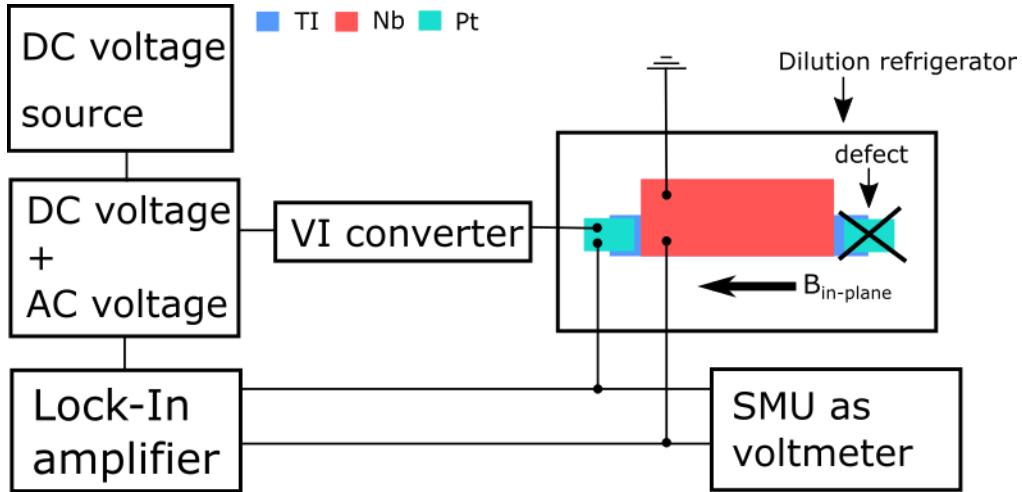 DC voltage
source
TI
Nb
Pt
Dilution refrigerator
defect
DC voltage
+
AC voltage
VI converter
B in-plane
Lock-In
amplifier
SMU as
voltmeter